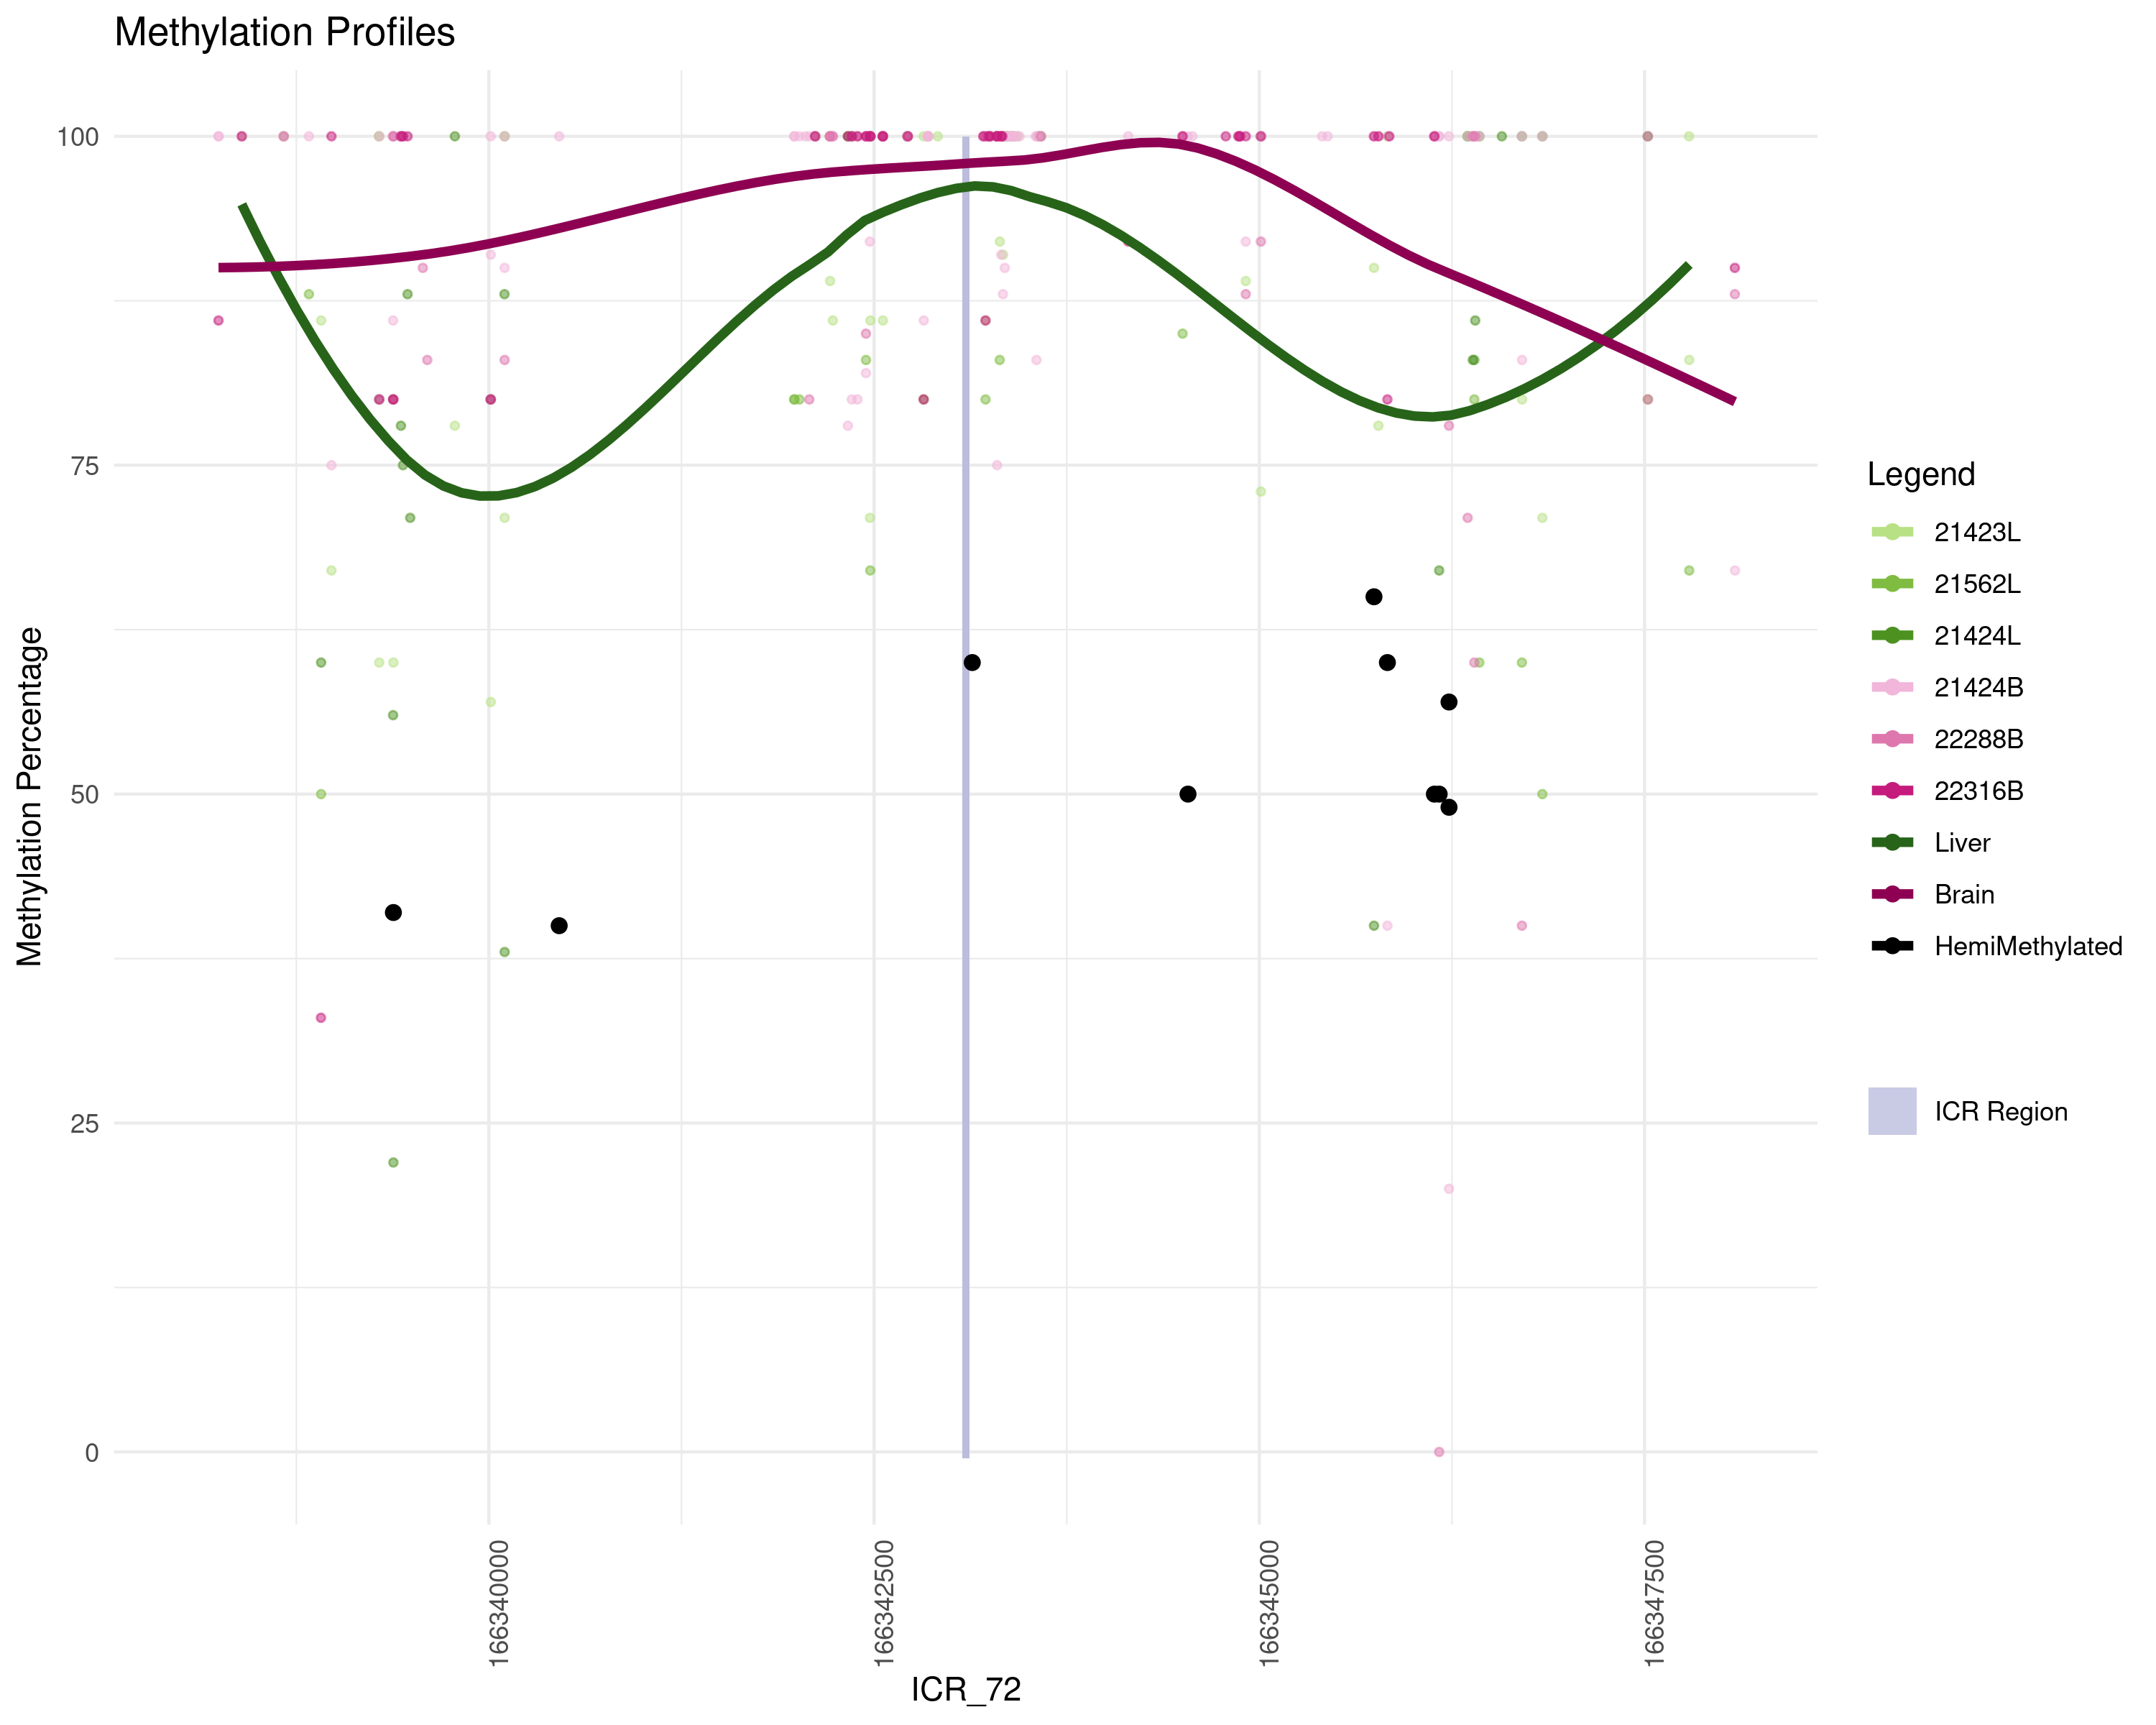 Methylation Profiles
100
75
50
25
0
Methylation Percentage
166340000
166342500
166345000
166347500
ICR_72
Legend
21423L
21562L
21424L
21424B
22288B
22316B
Liver
Brain
HemiMethylated
ICR Region